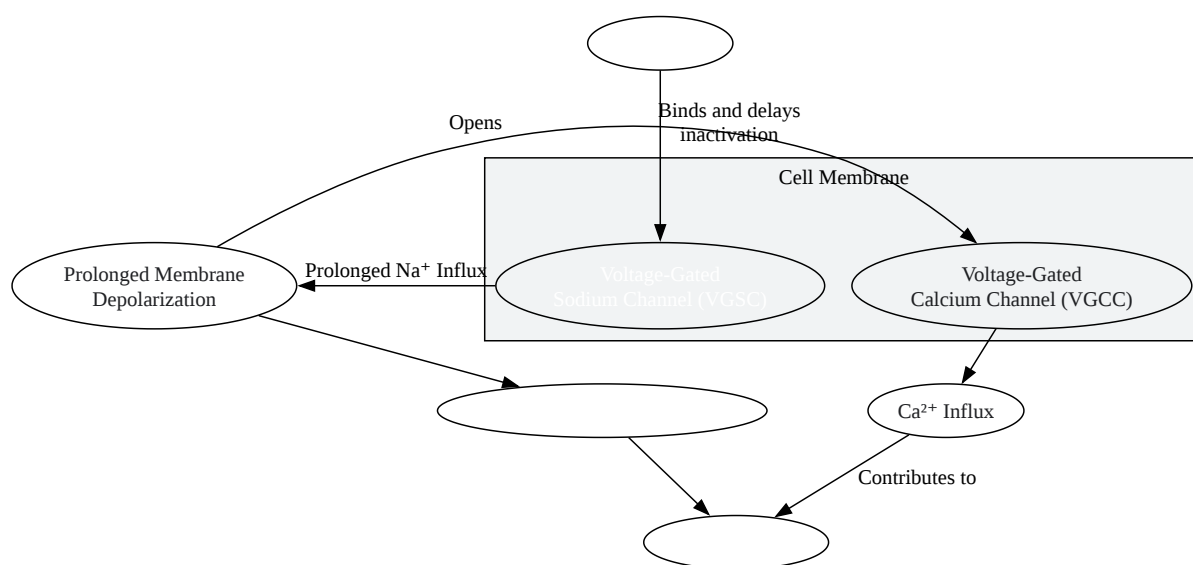 Binds and delays
inactivation
Opens
Cell Membrane
Prolonged Membrane
Depolarization
Prolonged Na⁺ Influx
Voltage-Gated
Sodium Channel (VGSC)
Voltage-Gated
Calcium Channel (VGCC)
Ca²⁺ Influx
Contributes to